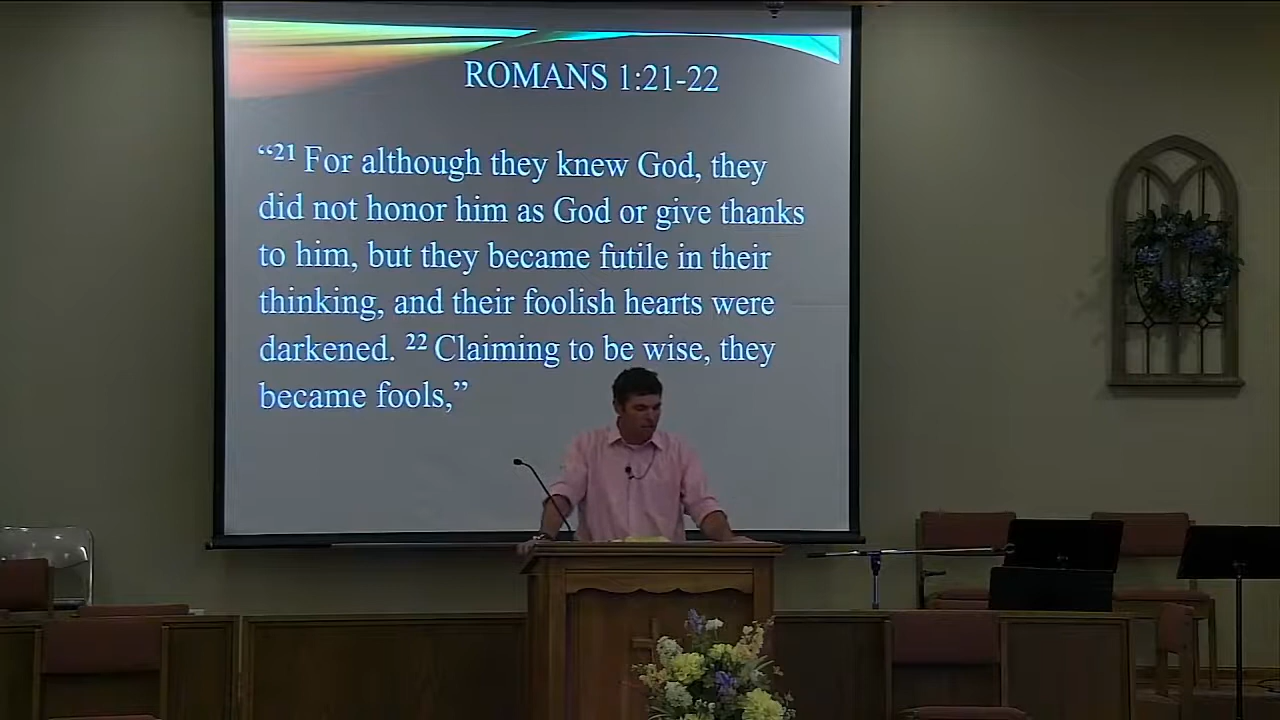 ROMANS 1:21-22
“21 For although they knew God, they
did not honor him as God or give thanks
to him, but they became futile in their
thinking, and their foolish hearts were
darkened. 22 Claiming to be wise, they
became fools,”